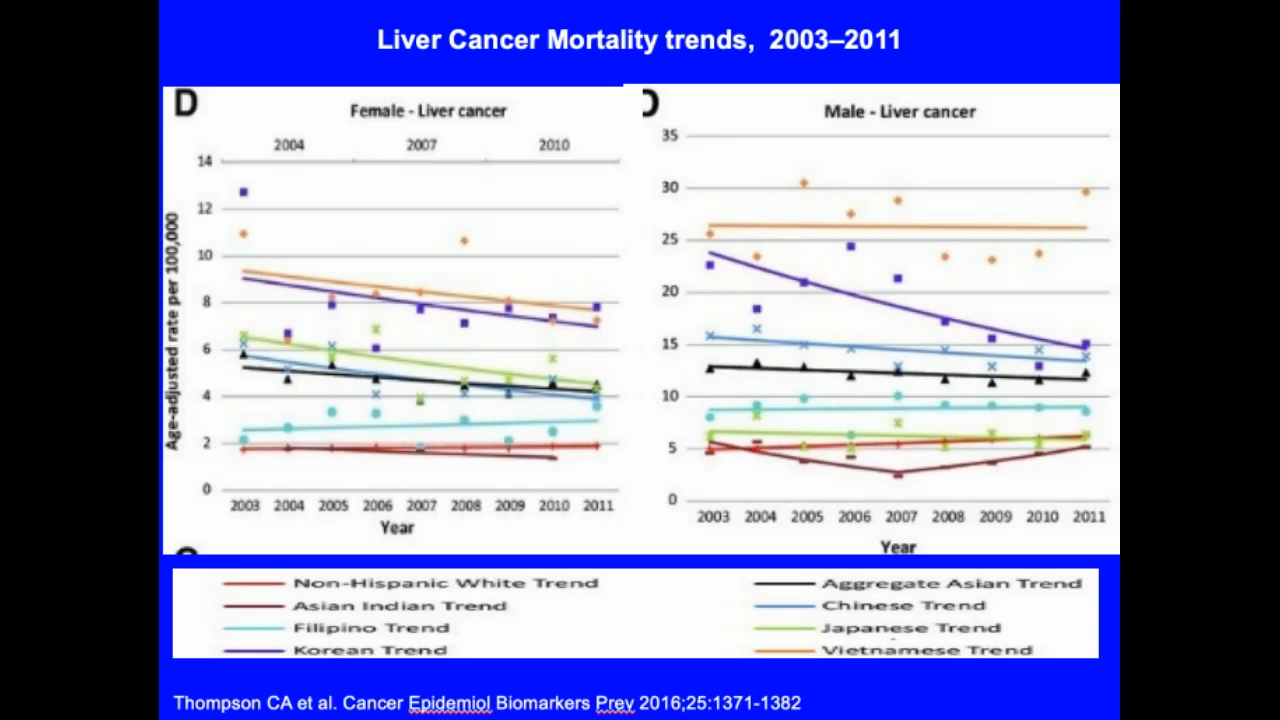 Liver Cancer Mortality trends, 2003–2011
D
Female - Liver cancer
2004 2007 2010
14
12
10
8
6
4
2
0
Age-adjusted rate per 100,000
2003 2004 2005 2006 2007 2008 2009 2010 2011
Year
D
Male - Liver cancer
35
30
25
20
15
10
5
0
2003 2004 2005 2006 2007 2008 2009 2010 2011
Year
Non-Hispanic White Trend
Asian Indian Trend
Filipino Trend
Korean Trend
Aggregate Asian Trend
Chinese Trend
Japanese Trend
Vietnamese Trend
Thompson CA et al. Cancer Epidemiol Biomarkers Prev 2016;25:1371-1382